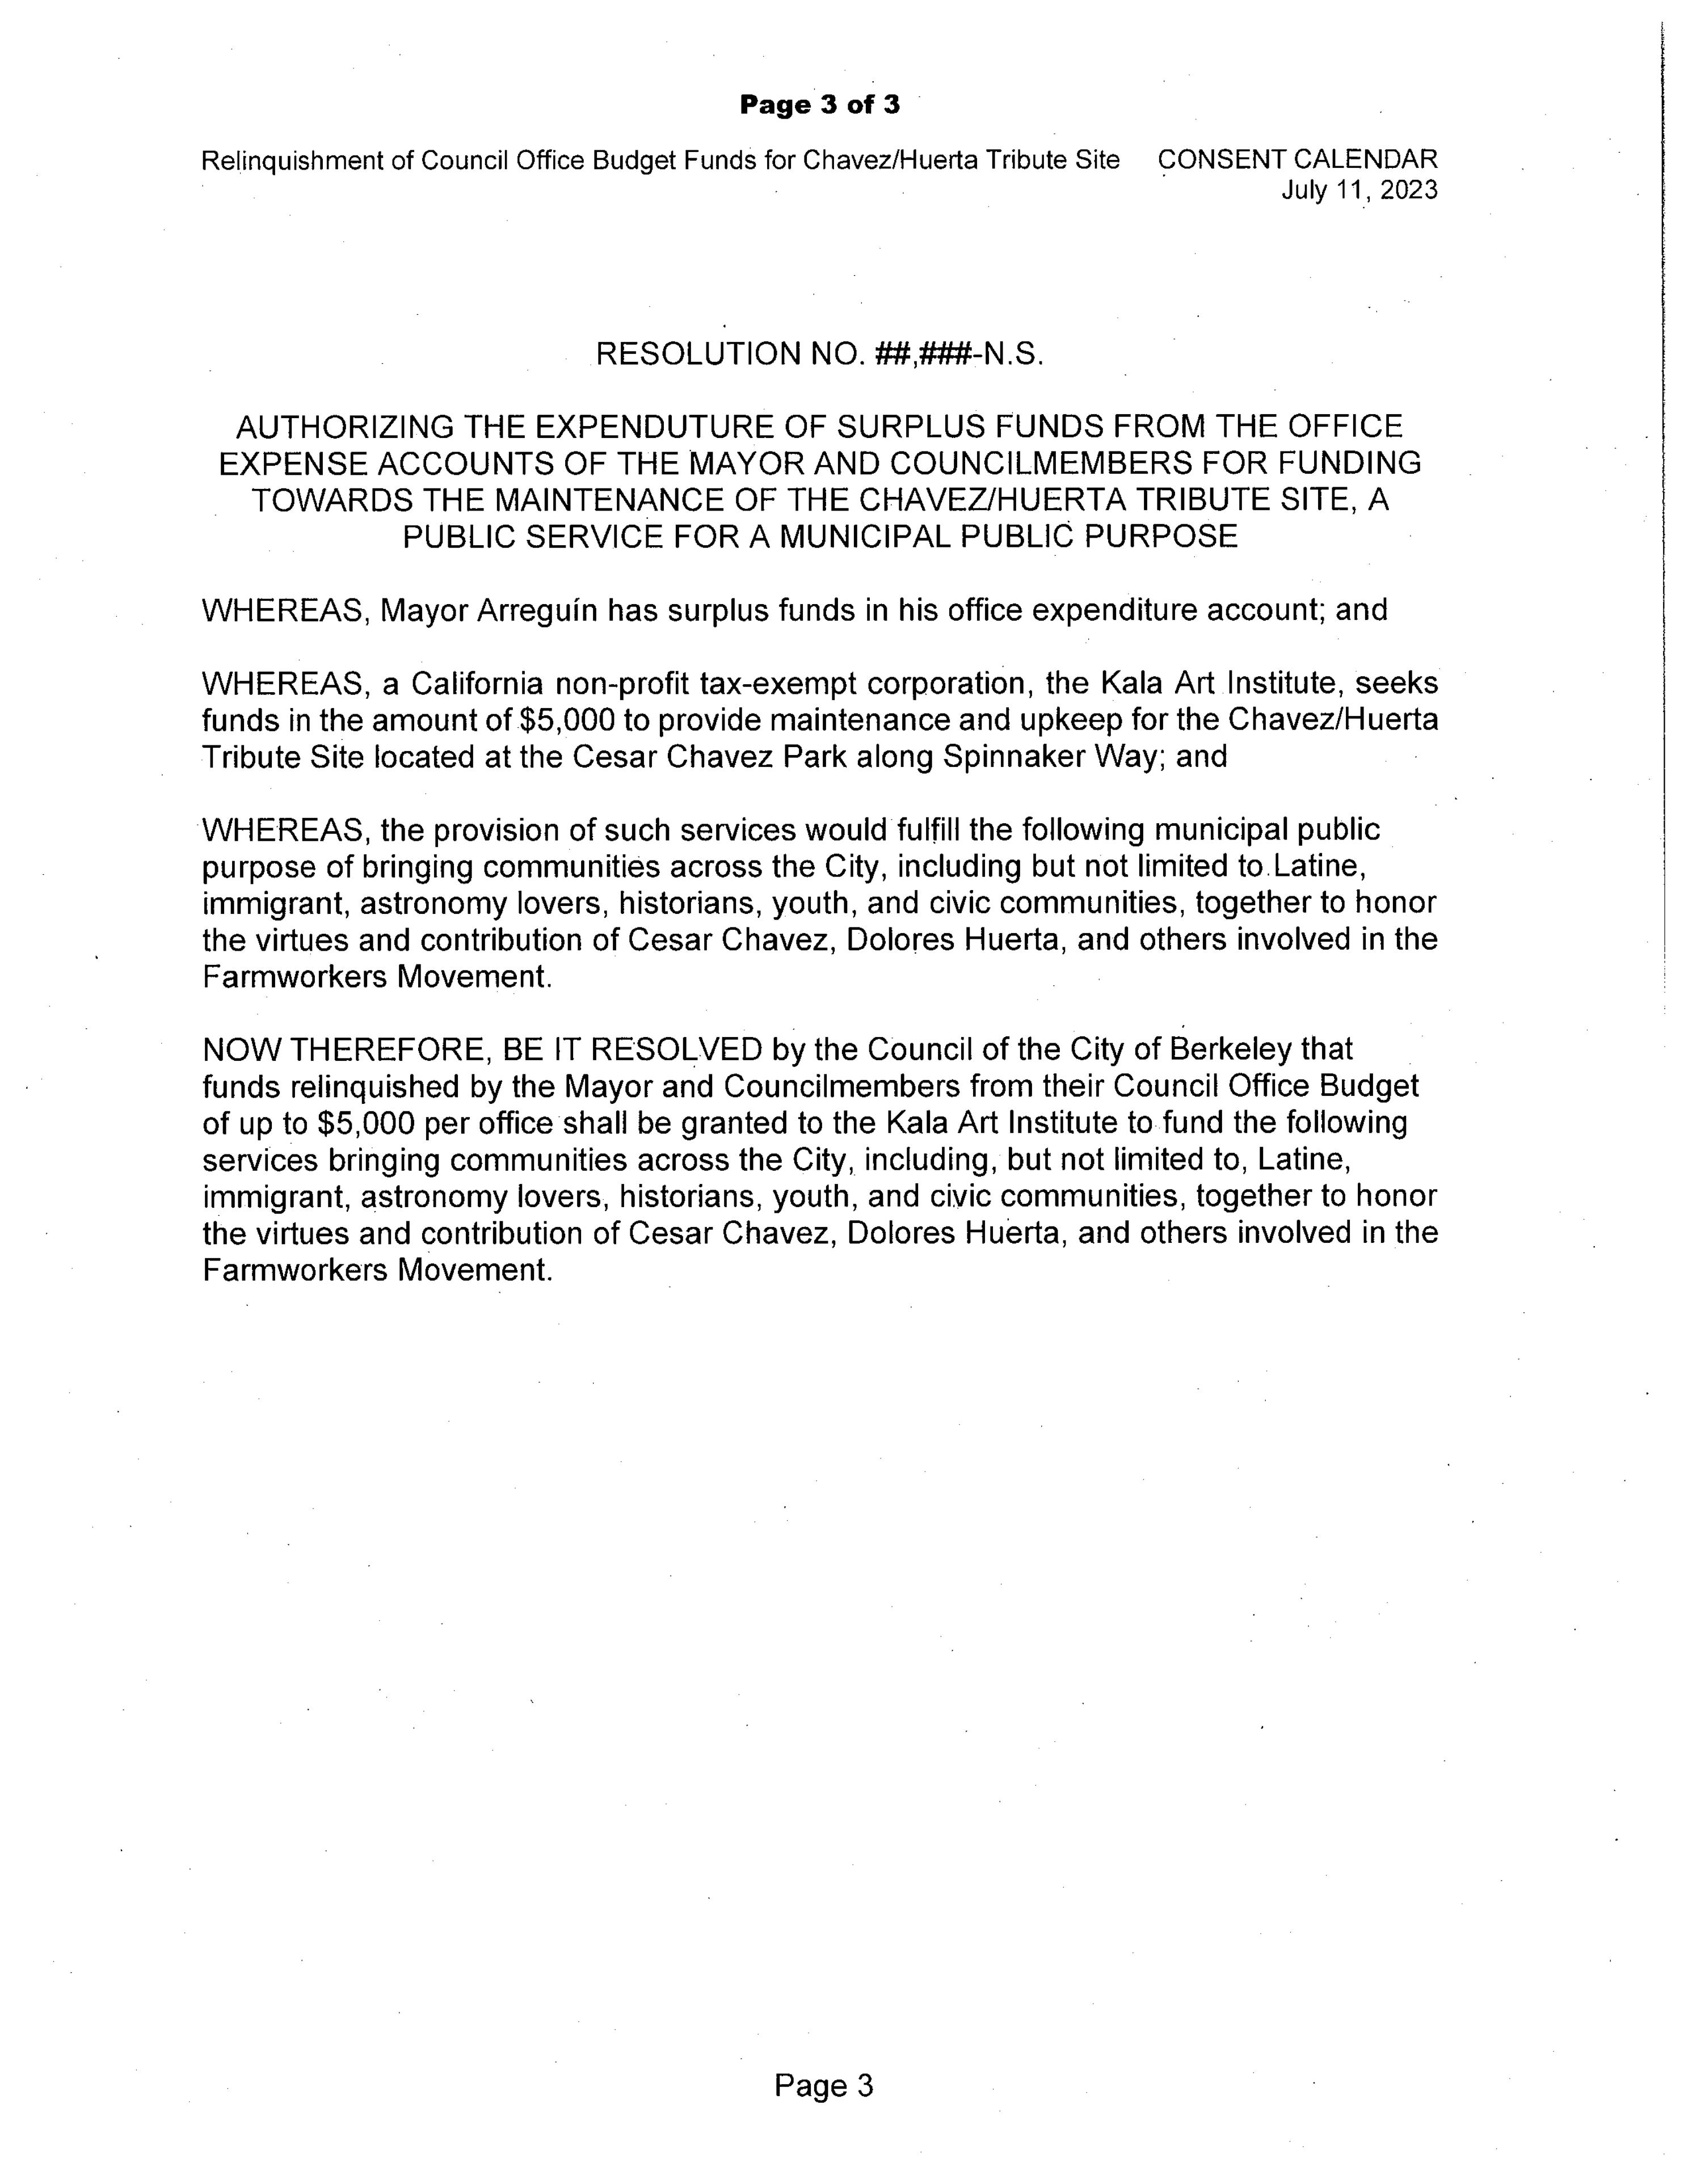 Page 3 of 3
Relinquishment of Council Office Budget Funds for Chavez/Huerta Tribute Site CONSENT CALENDAR
July 11, 2023
RESOLUTION NO. ##,###-N.S.
AUTHORIZING THE EXPENDUTURE OF SURPLUS FUNDS FROM THE OFFICE
EXPENSE ACCOUNTS OF THE MAYOR AND COUNCILMEMBERS FOR FUNDING
TOWARDS THE MAINTENANCE OF THE CHAVEZ/HUERTA TRIBUTE SITE, A
PUBLIC SERVICE FOR A MUNICIPAL PUBLIC PURPOSE
WHEREAS, Mayor Arreguín has surplus funds in his office expenditure account; and
WHEREAS, a California non-profit tax-exempt corporation, the Kala Art Institute, seeks
funds in the amount of $5,000 to provide maintenance and upkeep for the Chavez/Huerta
Tribute Site located at the Cesar Chavez Park along Spinnaker Way; and
WHEREAS, the provision of such services would fulfill the following municipal public
purpose of bringing communities across the City, including but not limited to Latine,
immigrant, astronomy lovers, historians, youth, and civic communities, together to honor
the virtues and contribution of Cesar Chavez, Dolores Huerta, and others involved in the
Farmworkers Movement.
NOW THEREFORE, BE IT RESOLVED by the Council of the City of Berkeley that
funds relinquished by the Mayor and Councilmembers from their Council Office Budget
of up to $5,000 per office shall be granted to the Kala Art Institute to fund the following
services bringing communities across the City, including, but not limited to, Latine,
immigrant, astronomy lovers, historians, youth, and civic communities, together to honor
the virtues and contribution of Cesar Chavez, Dolores Huerta, and others involved in the
Farmworkers Movement.
Page 3